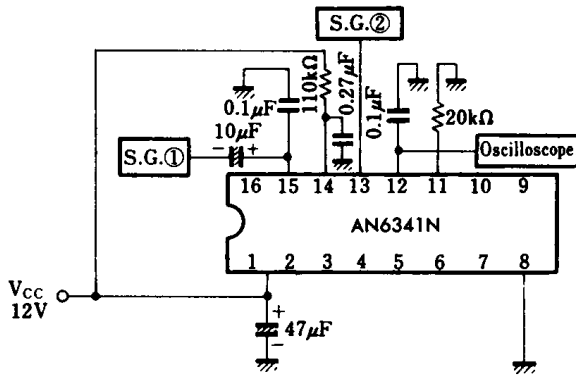 S.G.②
110kΩ
0.27μF
0.1μF
0.1μF
20kΩ
10μF
− +
S.G.①
Oscilloscope
16 15 14 13 12 11 10 9
AN6341N
1 2 3 4 5 6 7 8
VCC
12V
+
47μF
−